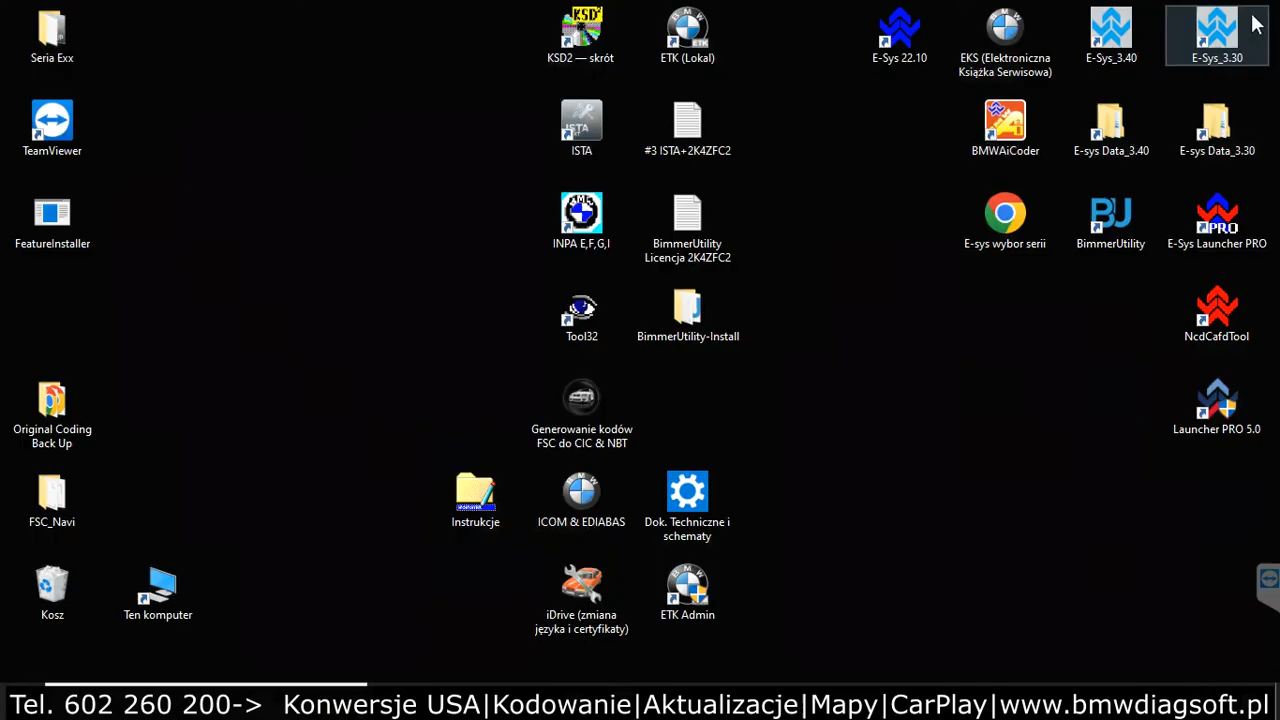 Seria Exx
KSD2 — skrót
ETK (Lokal)
E-Sys 22.10
EKS (Elektroniczna
Książka Serwisowa)
E-Sys_3.40
E-Sys_3.30
TeamViewer
ISTA
#3 ISTA+2K4ZFC2
BMWAiCoder
E-sys Data_3.40
E-sys Data_3.30
FeatureInstaller
INPA E,F,G,I
BimmerUtility
Licencja 2K4ZFC2
E-sys wybor serii
BimmerUtility
E-Sys Launcher PRO
Tool32
BimmerUtility-Install
NcdCafdTool
Original Coding
Back Up
Generowanie kodów
FSC do CIC & NBT
Launcher PRO 5.0
FSC_Navi
Instrukcje
ICOM & EDIABAS
Dok. Techniczne i
schematy
Kosz
Ten komputer
iDrive (zmiana
języka i certyfikaty)
ETK Admin
Tel. 602 260 200-> Konwersje USA|Kodowanie|Aktualizacje|Mapy|CarPlay|www.bmwdiagsoft.pl